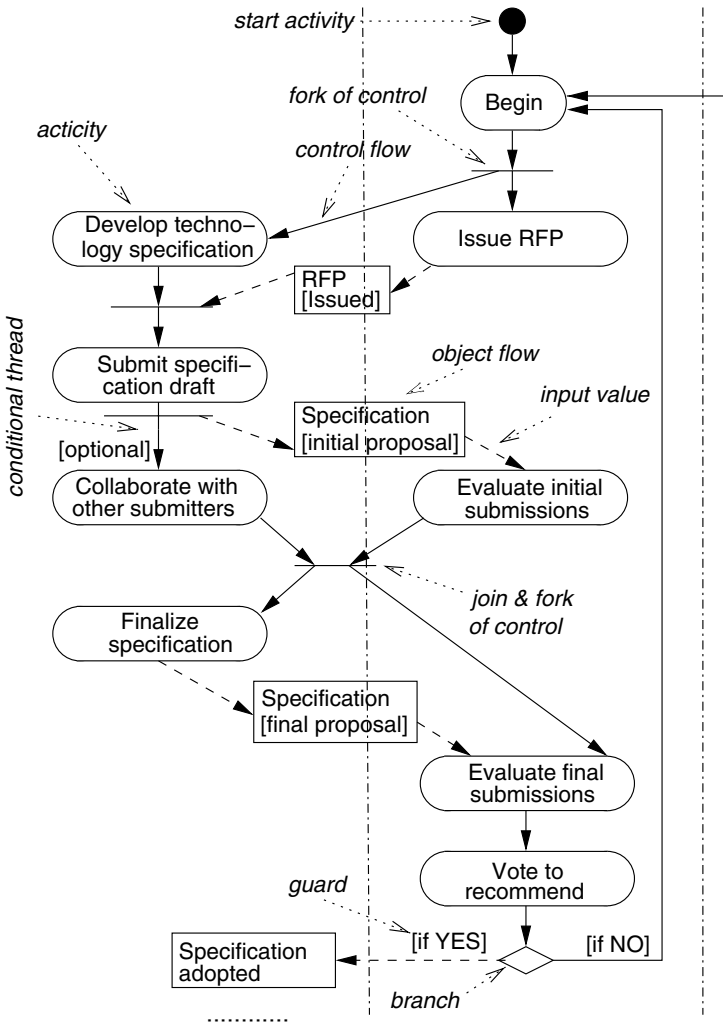 start activity
fork of control
Begin
acticity
control flow
Develop techno–
logy specification
Issue RFP
RFP
[Issued]
Submit specifi–
cation draft
object flow
conditional thread
Specification
[initial proposal]
input value
[optional]
Collaborate with
other submitters
Evaluate initial
submissions
join & fork
of control
Finalize
specification
Specification
[final proposal]
Evaluate final
submissions
Vote to
recommend
guard
[if YES]
[if NO]
Specification
adopted
branch
............